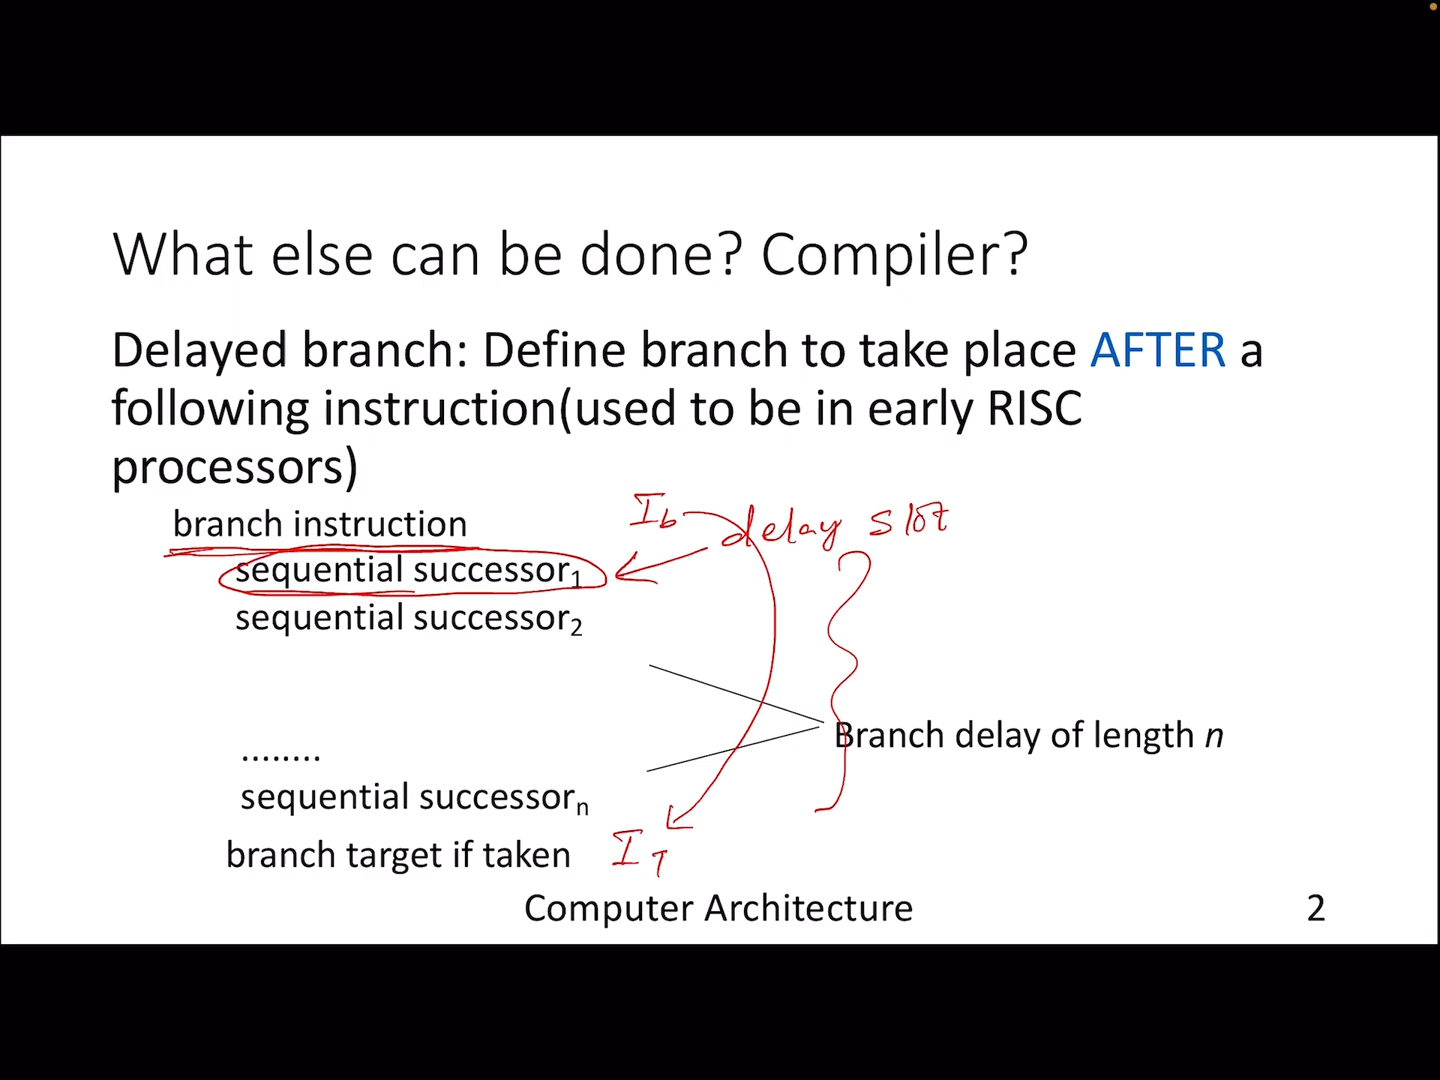 What else can be done? Compiler?
Delayed branch: Define branch to take place AFTER a
following instruction(used to be in early RISC
processors)
branch instruction
I_b
delay slot
sequential successor₁
sequential successor₂
Branch delay of length n
........
sequential successorₙ
branch target if taken
I_T
Computer Architecture
2